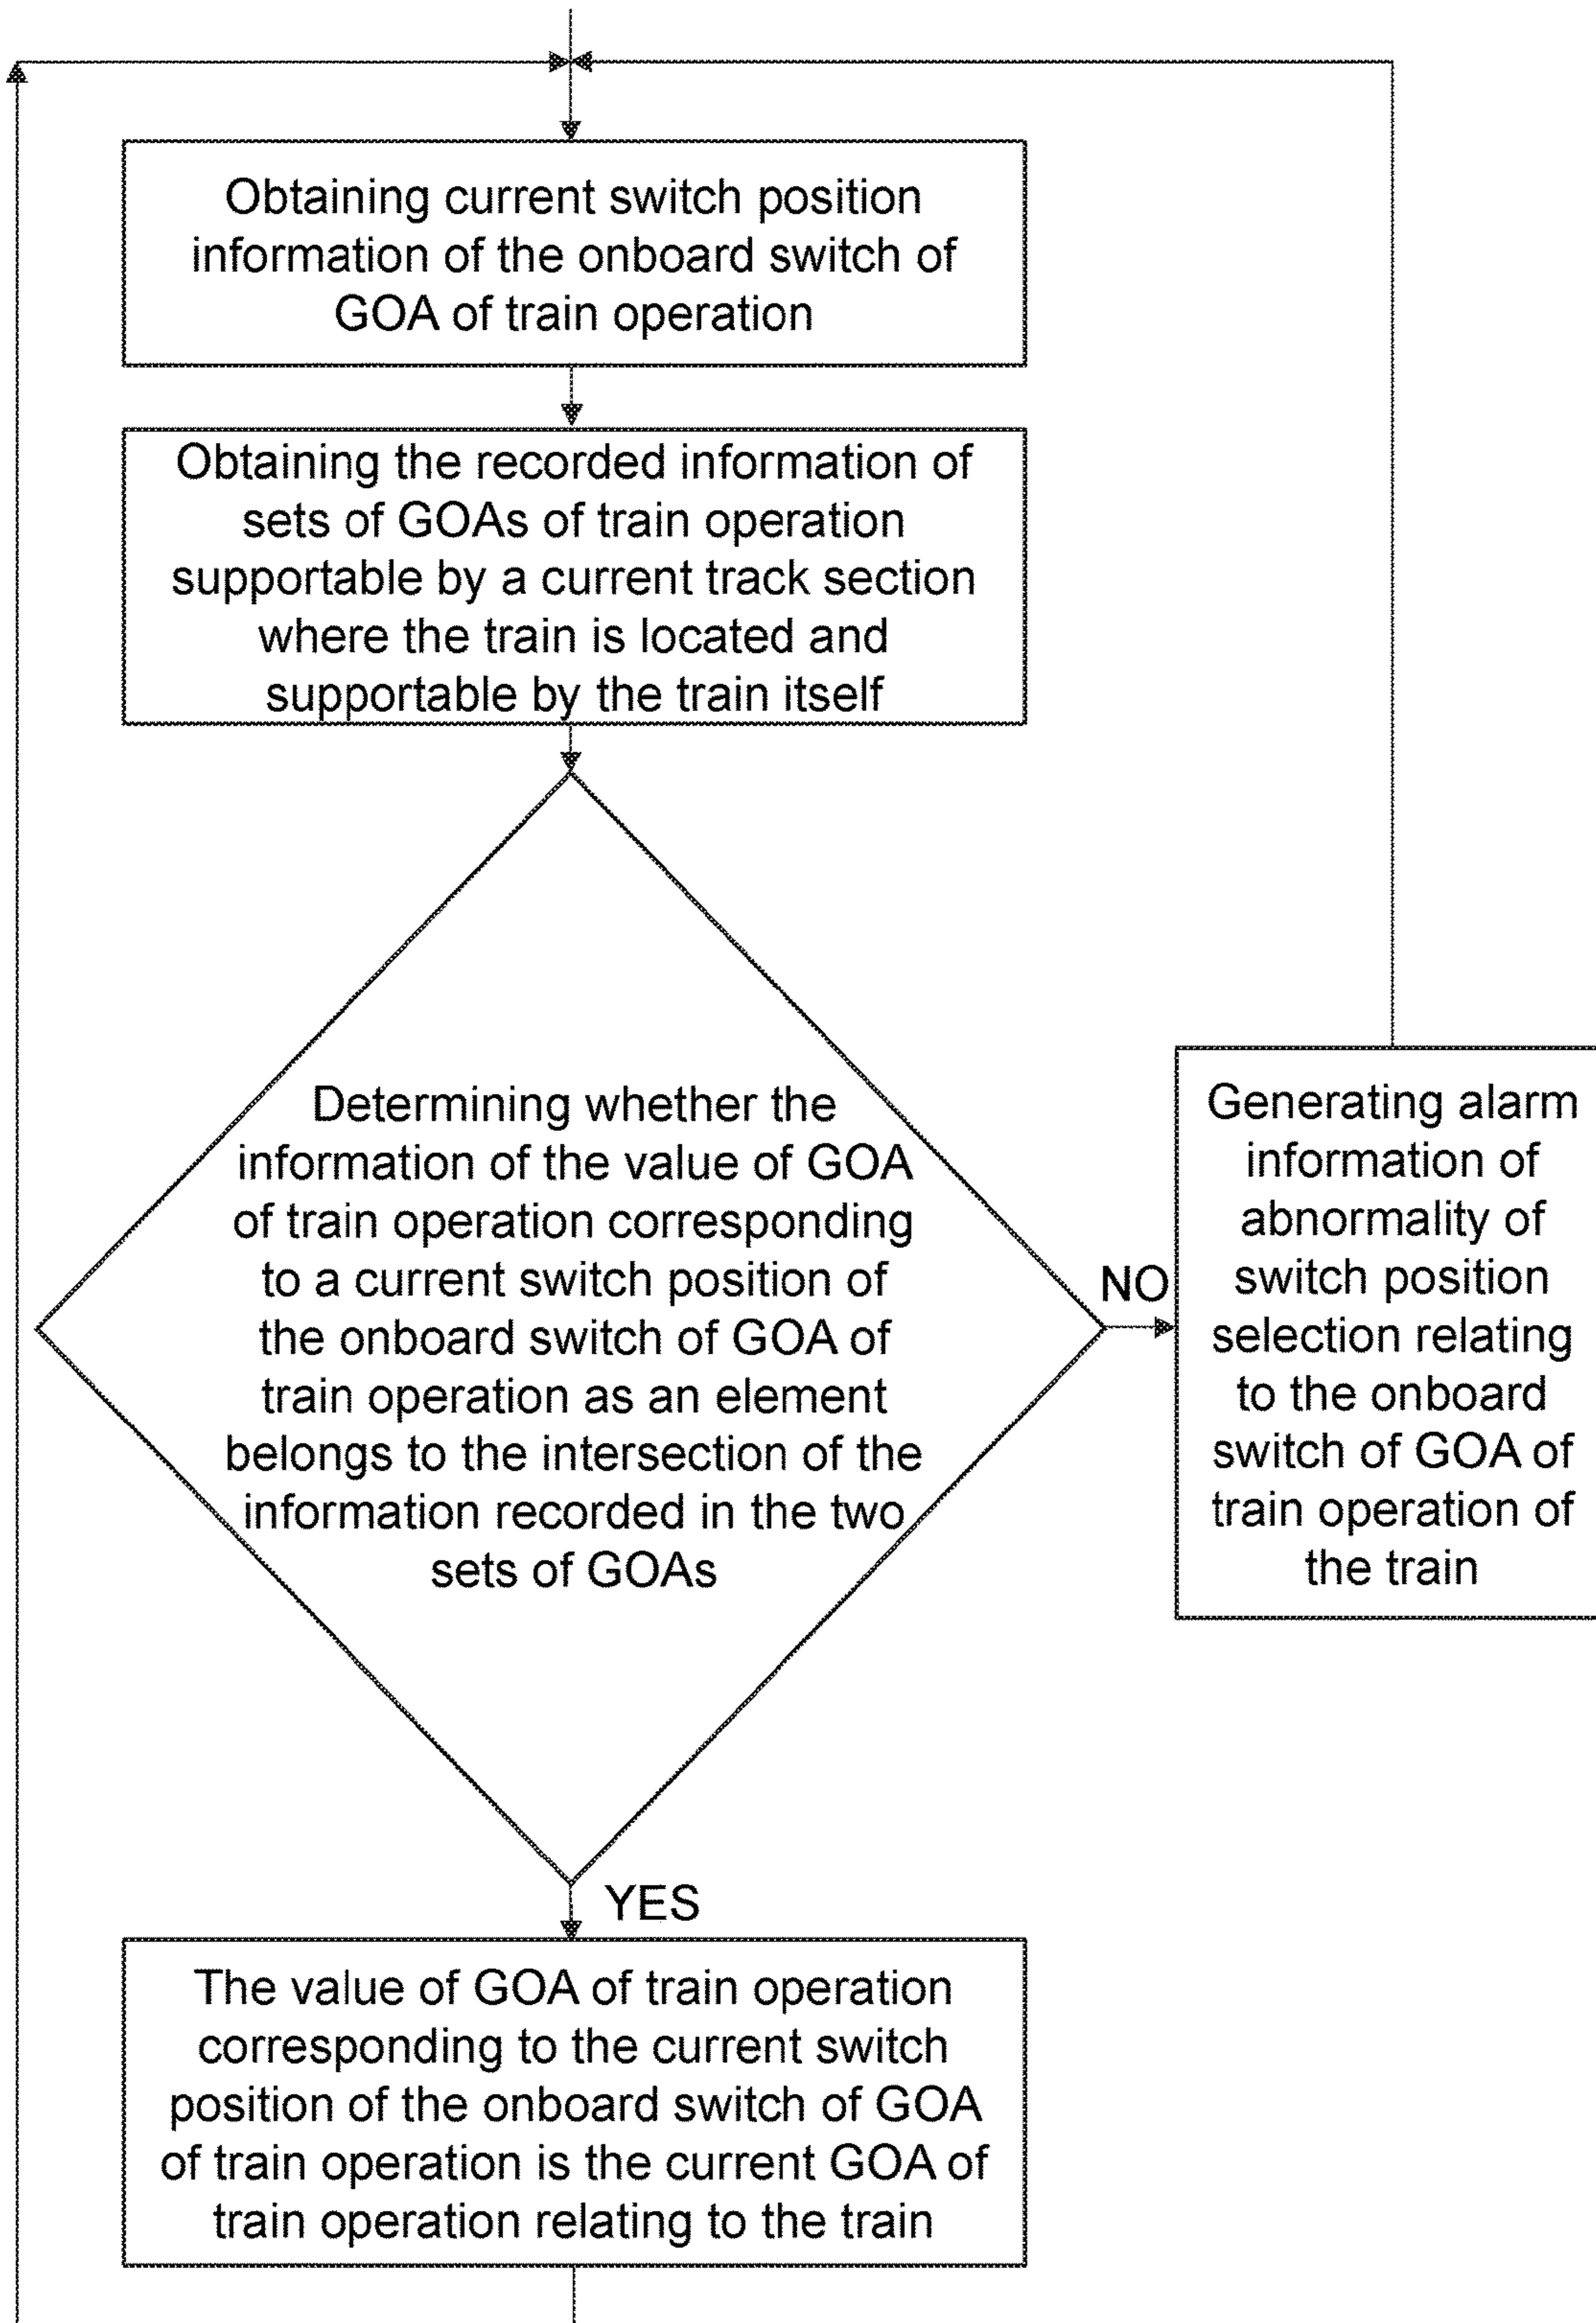 Obtaining current switch position
information of the onboard switch of
GOA of train operation
Obtaining the recorded information of
sets of GOAs of train operation
supportable by a current track section
where the train is located and
supportable by the train itself
Determining whether the
information of the value of GOA
of train operation corresponding
to a current switch position of
the onboard switch of GOA of
train operation as an element
belongs to the intersection of the
information recorded in the two
sets of GOAs
NO
Generating alarm
information of
abnormality of
switch position
selection relating
to the onboard
switch of GOA of
train operation of
the train
YES
The value of GOA of train operation
corresponding to the current switch
position of the onboard switch of GOA
of train operation is the current GOA of
train operation relating to the train